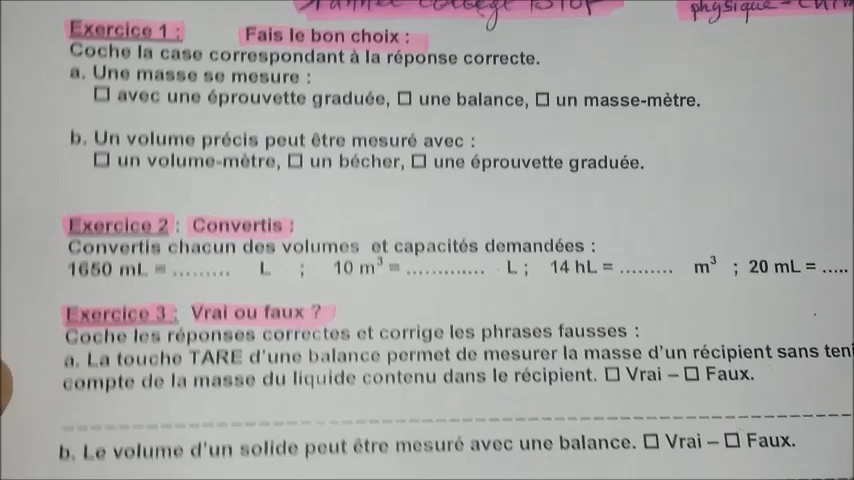 physique - Chim
Exercice 1 : Fais le bon choix :
Coche la case correspondant à la réponse correcte.
a. Une masse se mesure :
☐ avec une éprouvette graduée, ☐ une balance, ☐ un masse-mètre.
b. Un volume précis peut être mesuré avec :
☐ un volume-mètre, ☐ un bécher, ☐ une éprouvette graduée.
Exercice 2 : Convertis :
Convertis chacun des volumes et capacités demandées :
1650 mL = ......... L ; 10 m³ = ............. L ; 14 hL = ......... m³ ; 20 mL = .....
Exercice 3 : Vrai ou faux ?
Coche les réponses correctes et corrige les phrases fausses :
a. La touche TARE d'une balance permet de mesurer la masse d'un récipient sans teni
compte de la masse du liquide contenu dans le récipient. ☐ Vrai – ☐ Faux.
b. Le volume d'un solide peut être mesuré avec une balance. ☐ Vrai – ☐ Faux.